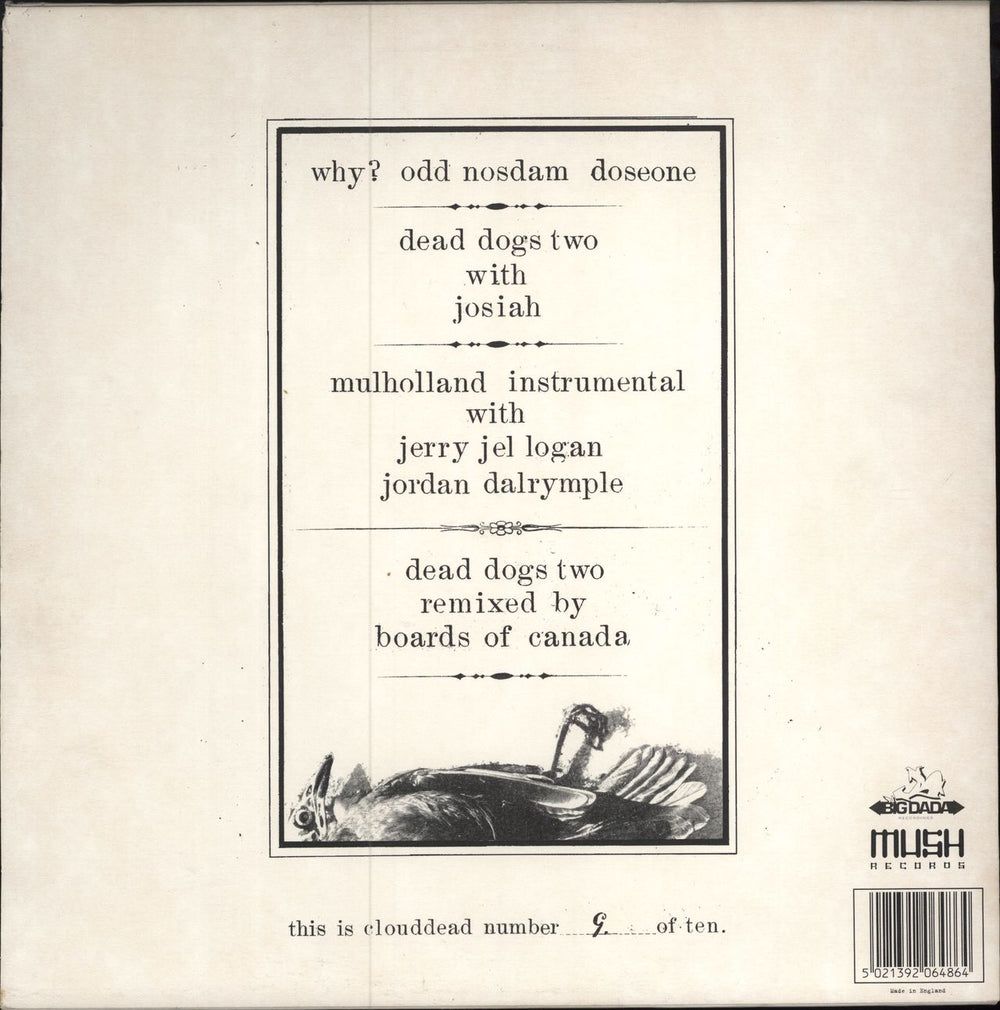 why? odd nosdam doseone
dead dogs two
with
josiah
mulholland instrumental
with
jerry jel logan
jordan dalrymple
dead dogs two
remixed by
boards of canada
this is clouddead number 9. of ten.
BIGDADA
RECORDINGS
MUSH
RECORDS
5 021392 064864
Made in England